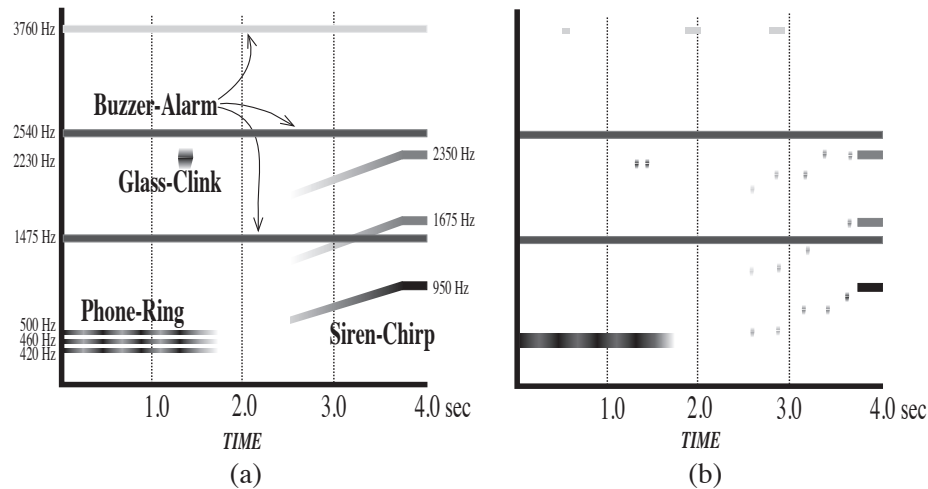 3760 Hz
Buzzer-Alarm
2540 Hz
2230 Hz
Glass-Clink
2350 Hz
1675 Hz
1475 Hz
950 Hz
Phone-Ring
500 Hz
460 Hz
420 Hz
Siren-Chirp
1.0 2.0 3.0 4.0 sec
TIME
(a)
1.0 2.0 3.0 4.0 sec
TIME
(b)